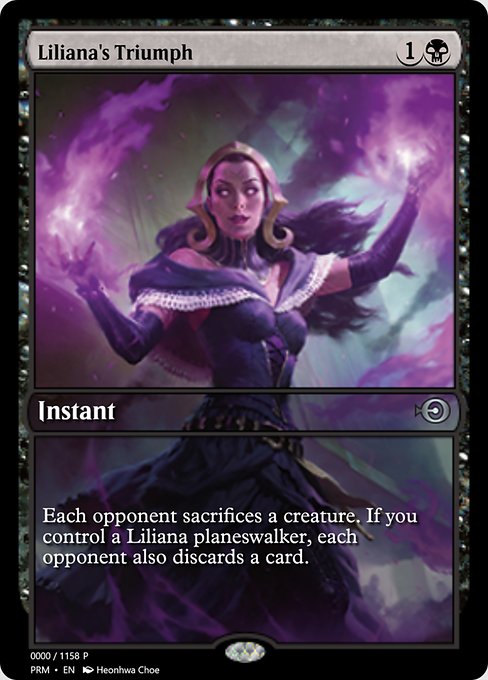 Liliana's Triumph 1
Instant
Each opponent sacrifices a creature. If you
control a Liliana planeswalker, each
opponent also discards a card.
0000 / 1158 P
PRM • EN Heonhwa Choe